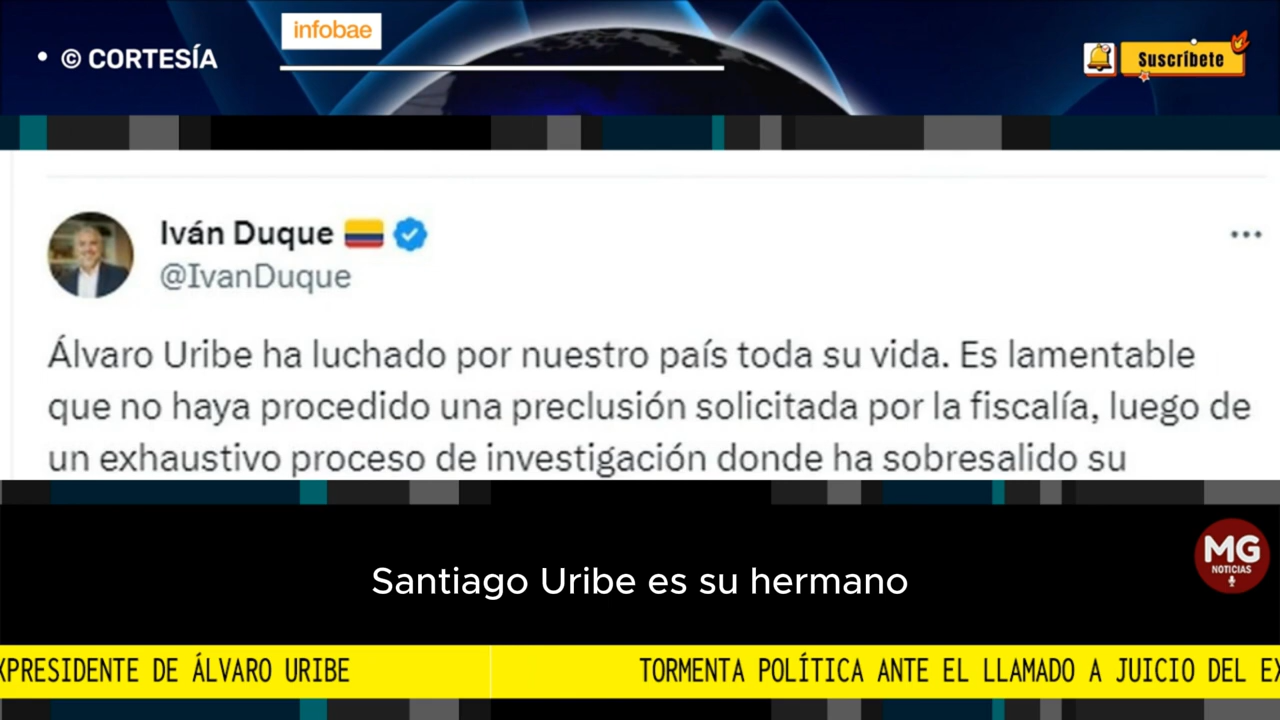 infobae
• © CORTESÍA
Suscríbete
Iván Duque
@IvanDuque
Álvaro Uribe ha luchado por nuestro país toda su vida. Es lamentable
que no haya procedido una preclusión solicitada por la fiscalía, luego de
un exhaustivo proceso de investigación donde ha sobresalido su
MG
NOTICIAS
Santiago Uribe es su hermano
XPRESIDENTE DE ÁLVARO URIBE
TORMENTA POLÍTICA ANTE EL LLAMADO A JUICIO DEL EX